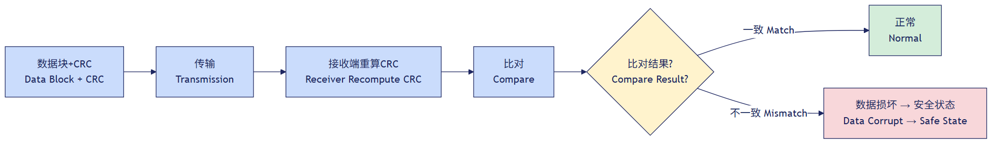 数据块+CRC
Data Block + CRC
传输
Transmission
接收端重算CRC
Receiver Recompute CRC
比对
Compare
比对结果?
Compare Result?
一致 Match
正常
Normal
不一致 Mismatch
数据损坏 → 安全状态
Data Corrupt → Safe State